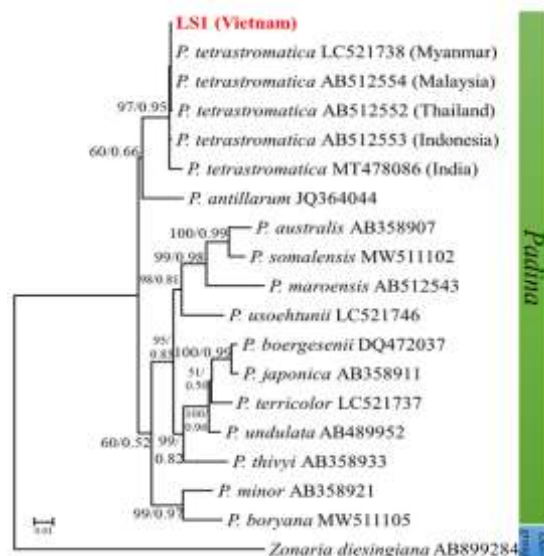 LS1 (Vietnam)
P. tetrastromatica LC521738 (Myanmar)
P. tetrastromatica AB512554 (Malaysia)
97/0.95
P. tetrastromatica AB512552 (Thailand)
P. tetrastromatica AB512553 (Indonesia)
60/0.66
P. tetrastromatica MT478086 (India)
P. antillarum JQ364044
100/0.99
P. australis AB358907
99/0.98
P. somalensis MW511102
98/0.81
P. maroensis AB512543
P. usoehtunii LC521746
95/
0.85
100/0.99
P. boergesenii DQ472037
P. japonica AB358911
51/
0.50
P. terricolor LC521737
100/
P. undulata AB489952
60/0.52
99/
0.82
P. thivyi AB358933
P. minor AB358921
99/0.97
P. boryana MW511105
0.01
Zonaria diesingiana AB899284
Padina